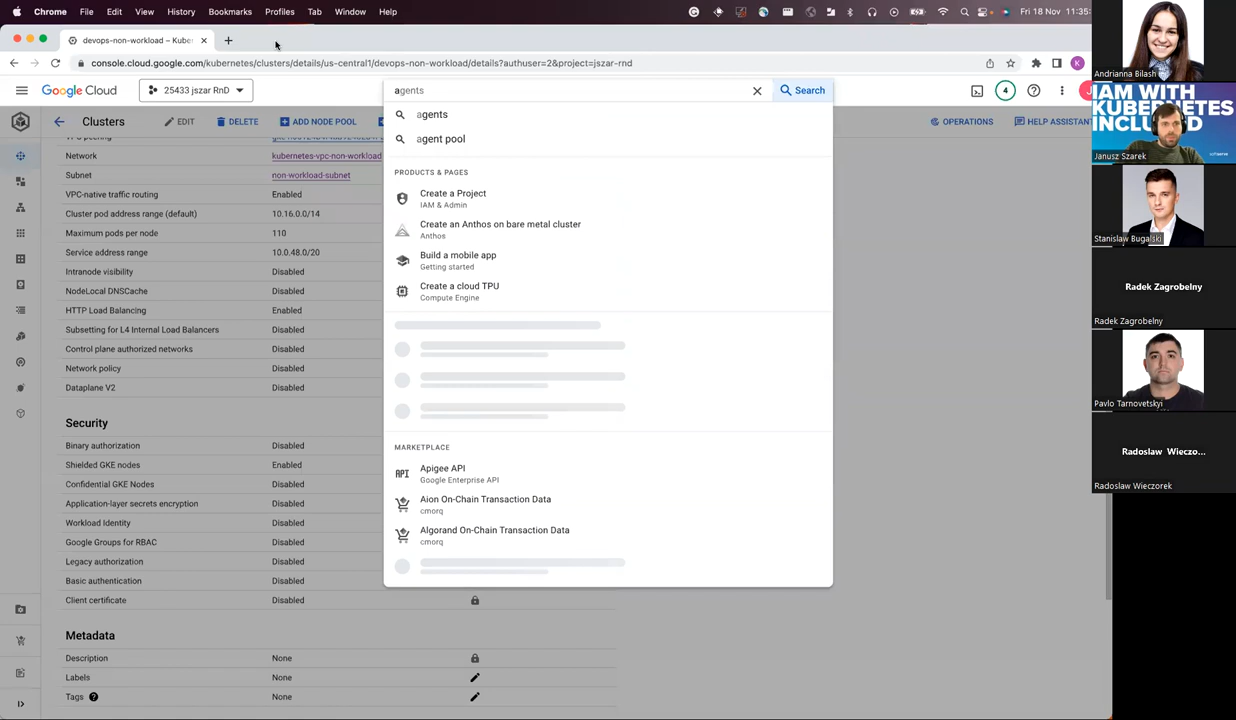 Chrome File Edit View History Bookmarks Profiles Tab Window Help Fri 18 Nov 11:35:
devops-non-workload – Kuber
console.cloud.google.com/kubernetes/clusters/details/us-central1/devops-non-workload/details?authuser=2&project=jszar-rnd
Google Cloud 25433 jszar RnD agents Search 4
Clusters EDIT DELETE ADD NODE POOL OPERATIONS HELP ASSISTANT
Network kubernetes-vpc-non-workload
Subnet non-workload-subnet
VPC-native traffic routing Enabled
Cluster pod address range (default) 10.16.0.0/14
Maximum pods per node 110
Service address range 10.0.48.0/20
Intranode visibility Disabled
NodeLocal DNSCache Disabled
HTTP Load Balancing Enabled
Subsetting for L4 Internal Load Balancers Disabled
Control plane authorized networks Disabled
Network policy Disabled
Dataplane V2 Disabled
Security
Binary authorization Disabled
Shielded GKE nodes Enabled
Confidential GKE Nodes Disabled
Application-layer secrets encryption Disabled
Workload Identity Disabled
Google Groups for RBAC Disabled
Legacy authorization Disabled
Basic authentication Disabled
Client certificate Disabled
Metadata
Description None
Labels None
Tags None
agents
agent pool
PRODUCTS & PAGES
Create a Project
IAM & Admin
Create an Anthos on bare metal cluster
Anthos
Build a mobile app
Getting started
Create a cloud TPU
Compute Engine
MARKETPLACE
API Apigee API
Google Enterprise API
Aion On-Chain Transaction Data
cmorq
Algorand On-Chain Transaction Data
cmorq
Andrianna Bilash
IAM WITH
KUBERNETES
INCLUD
Janusz Szarek
Stanislaw Bugalski
Radek Zagrobelny
Radek Zagrobelny
Pavlo Tarnovetskyi
Radoslaw Wieczo...
Radoslaw Wieczorek